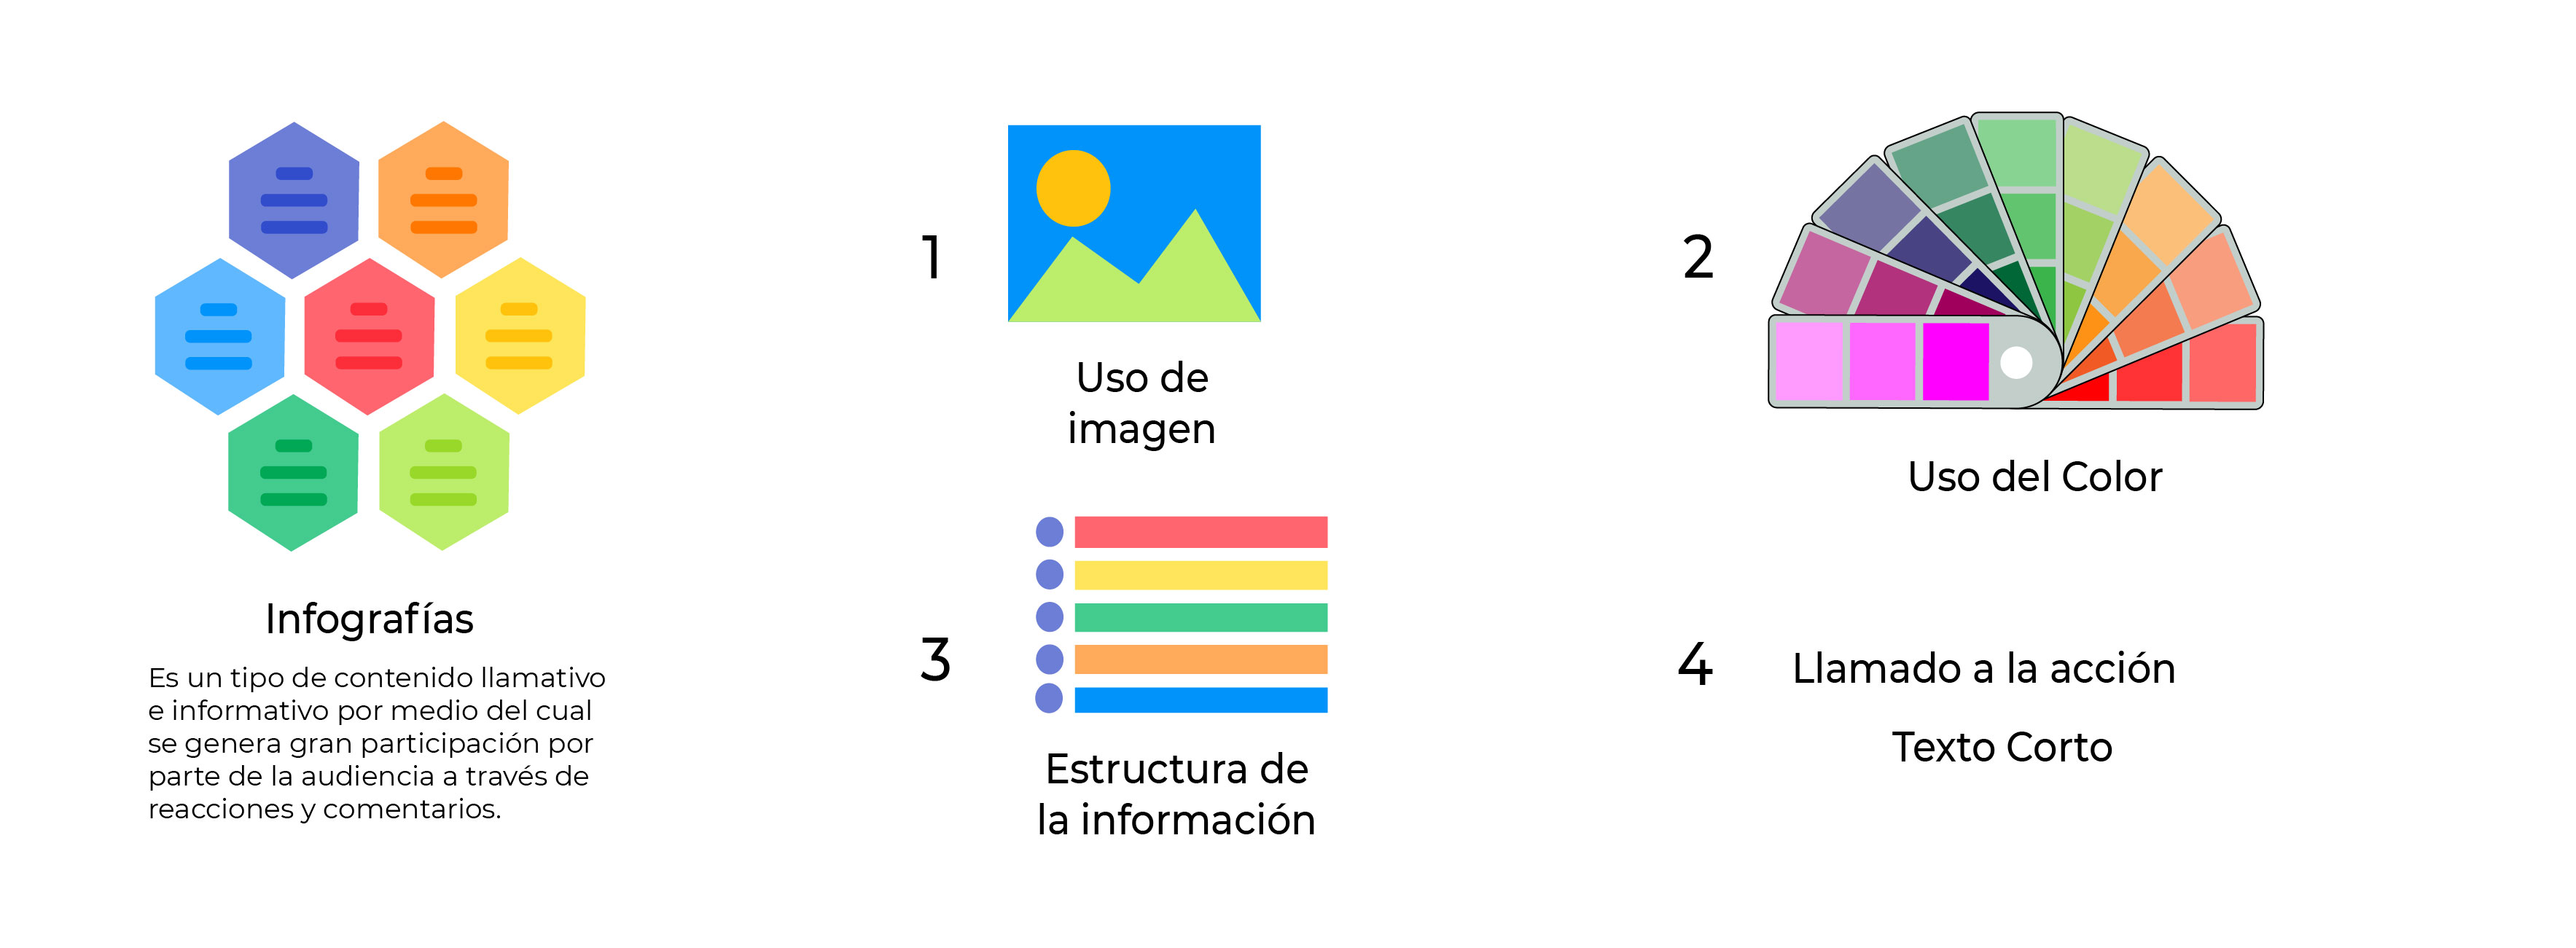 Infografías
Es un tipo de contenido llamativo
e informativo por medio del cual
se genera gran participación por
parte de la audiencia a través de
reacciones y comentarios.
1
Uso de
imagen
2
Uso del Color
3
Estructura de
la información
4
Llamado a la acción
Texto Corto